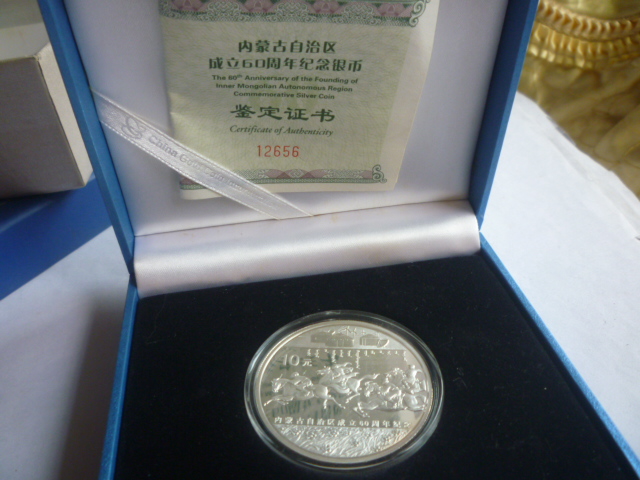 内蒙古自治区
成立60周年纪念银币
The 60th Anniversary of the Founding of
Inner Mongolian Autonomous Region
Commemorative Silver Coin
鉴定证书
Certificate of Authenticity
12656
China G
10元
内蒙古自治区成立60周年纪念